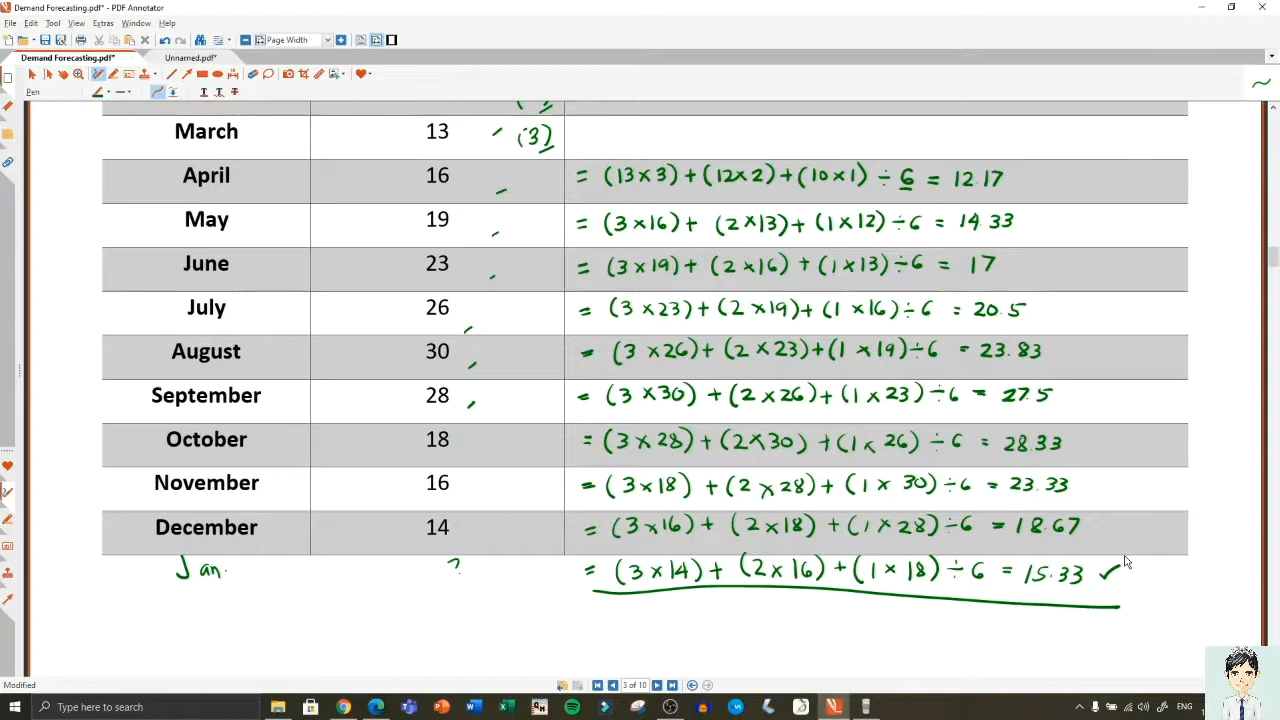 Demand Forecasting.pdf* - PDF Annotator
File Edit Tool Extras Window Help
Page Width
Demand Forecasting.pdf* Unnamed.pdf*
Pen
March 13 (3)
April 16 = (13 x 3) + (12 x 2) + (10 x 1) ÷ 6 = 12.17
May 19 = (3 x 16) + (2 x 13) + (1 x 12) ÷ 6 = 14.33
June 23 = (3 x 19) + (2 x 16) + (1 x 13) ÷ 6 = 17
July 26 = (3 x 23) + (2 x 19) + (1 x 16) ÷ 6 = 20.5
August 30 = (3 x 26) + (2 x 23) + (1 x 19) ÷ 6 = 23.83
September 28 = (3 x 30) + (2 x 26) + (1 x 23) ÷ 6 = 27.5
October 18 = (3 x 28) + (2 x 30) + (1 x 26) ÷ 6 = 28.33
November 16 = (3 x 18) + (2 x 28) + (1 x 30) ÷ 6 = 23.33
December 14 = (3 x 16) + (2 x 18) + (1 x 28) ÷ 6 = 18.67
Jan. ? = (3 x 14) + (2 x 16) + (1 x 18) ÷ 6 = 15.33 ✓
Modified 3 of 10
Type here to search ENG